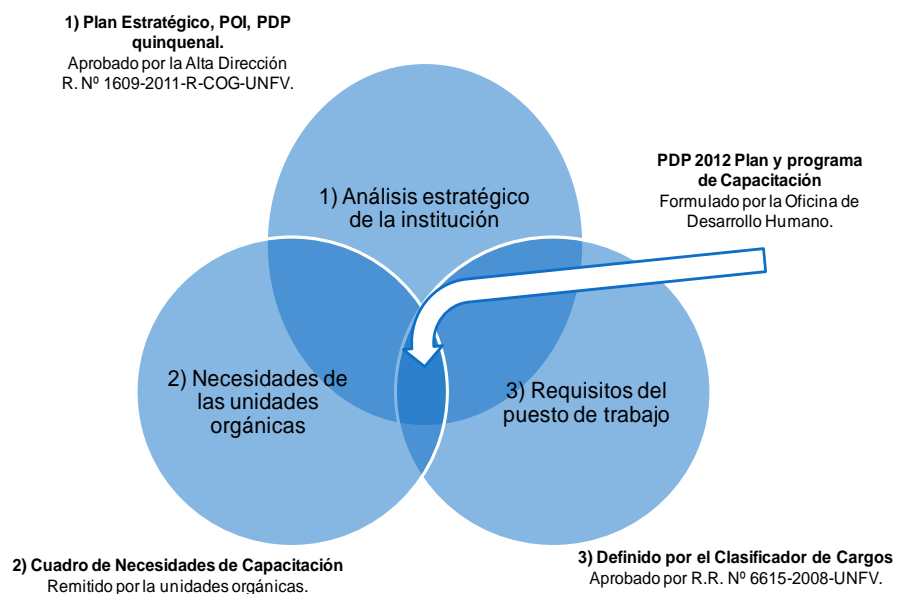 1) Plan Estratégico, POI, PDP
quinquenal.
Aprobado por la Alta Dirección
R. Nº 1609-2011-R-COG-UNFV.
PDP 2012 Plan y programa
de Capacitación
Formulado por la Oficina de
Desarrollo Humano.
1) Análisis estratégico
de la institución
2) Necesidades de
las unidades
orgánicas
3) Requisitos del
puesto de trabajo
2) Cuadro de Necesidades de Capacitación
Remitido por la unidades orgánicas.
3) Definido por el Clasificador de Cargos
Aprobado por R.R. Nº 6615-2008-UNFV.